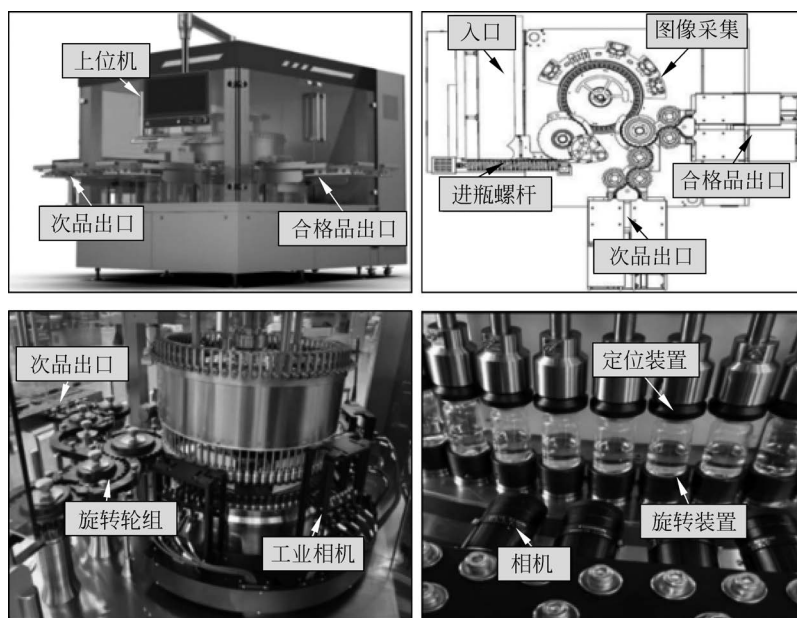 上位机
次品出口
合格品出口
入口
图像采集
进瓶螺杆
合格品出口
次品出口
次品出口
旋转轮组
工业相机
定位装置
旋转装置
相机